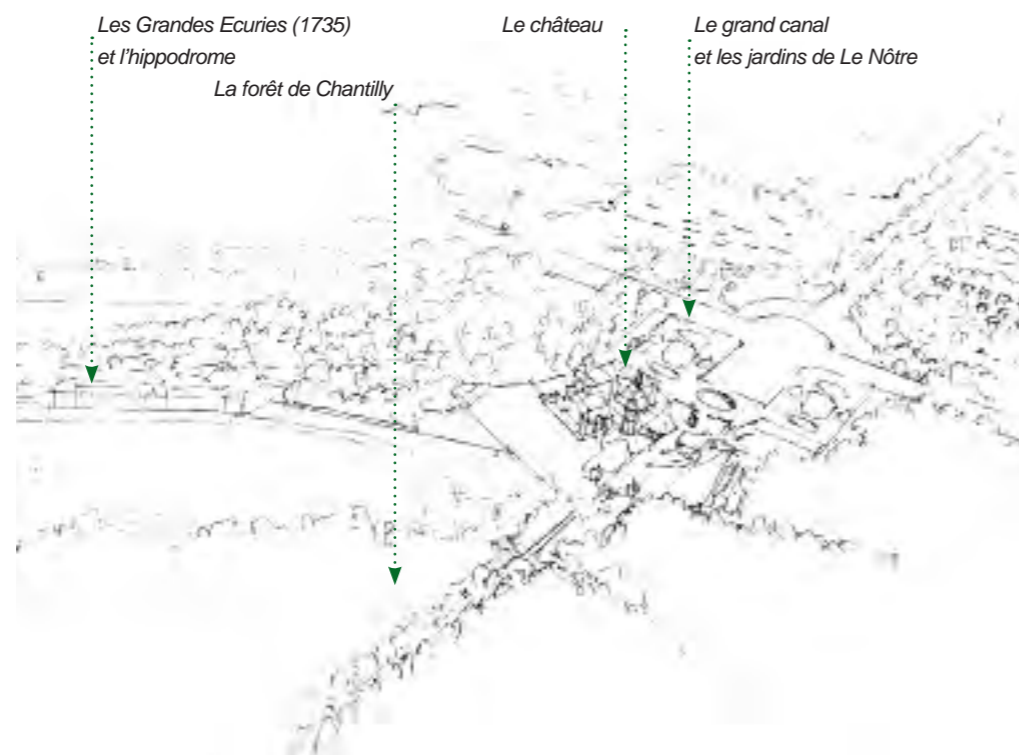 Les Grandes Ecuries (1735)
et l'hippodrome
La forêt de Chantilly
Le château
Le grand canal
et les jardins de Le Nôtre